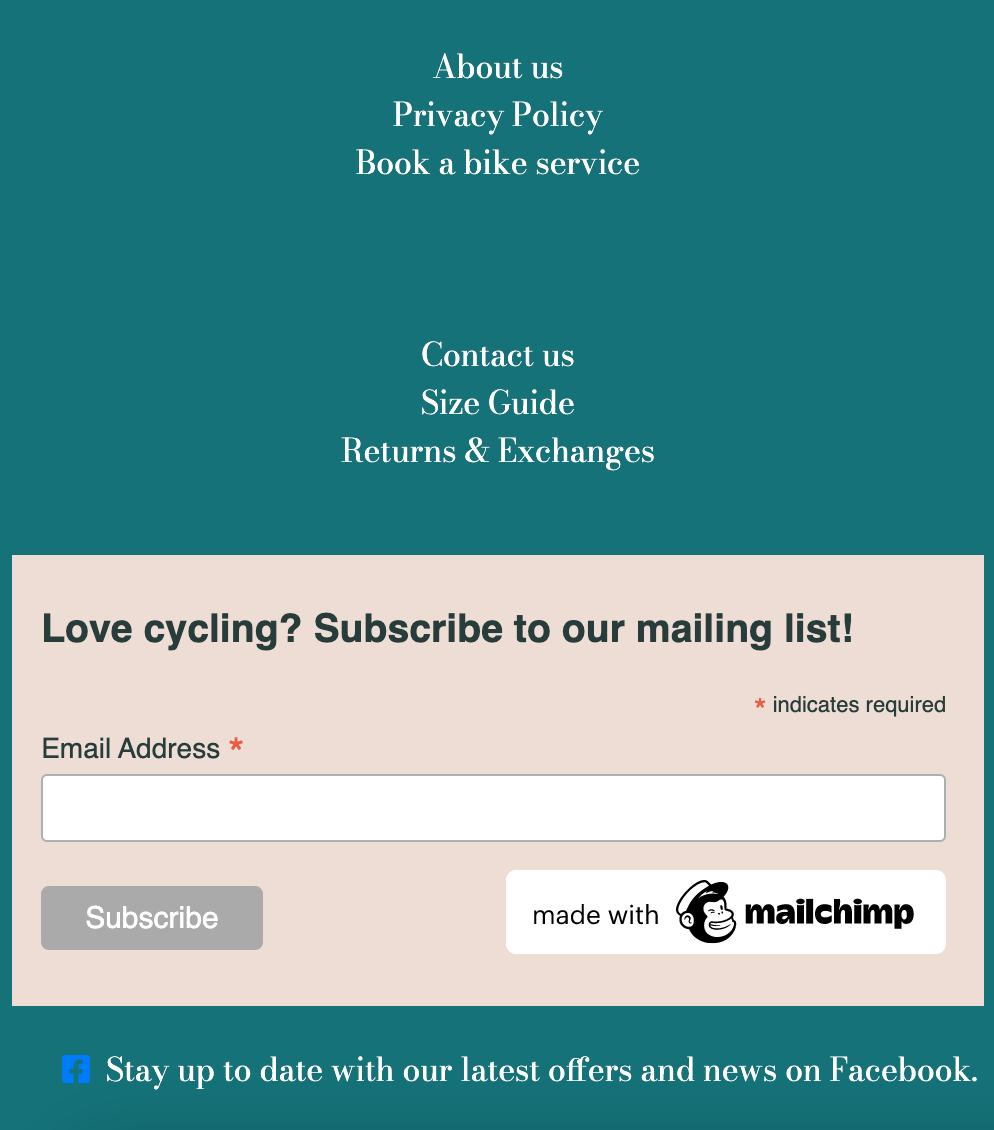 About us
Privacy Policy
Book a bike service
Contact us
Size Guide
Returns & Exchanges
Love cycling? Subscribe to our mailing list!
* indicates required
Email Address *
Subscribe
made with mailchimp
Stay up to date with our latest offers and news on Facebook.